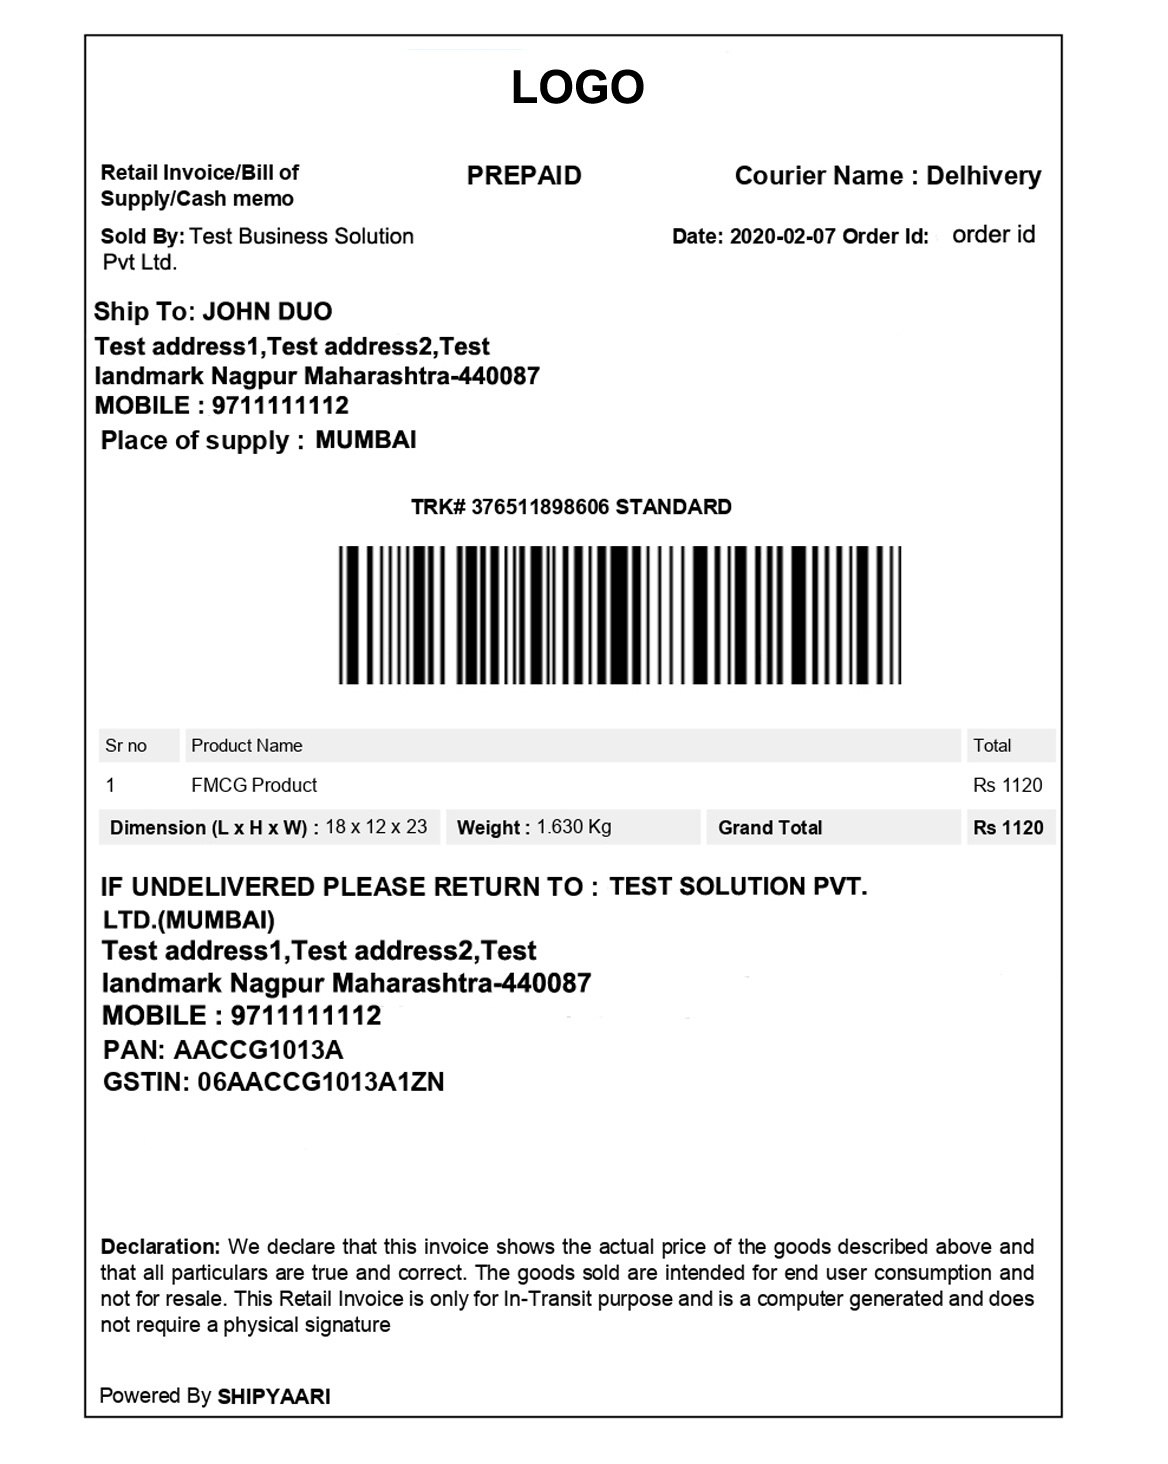 LOGO
Retail Invoice/Bill of
Supply/Cash memo
PREPAID
Courier Name : Delhivery
Sold By: Test Business Solution
Pvt Ltd.
Date: 2020-02-07 Order Id: order id
Ship To: JOHN DUO
Test address1,Test address2,Test
landmark Nagpur Maharashtra-440087
MOBILE : 9711111112
Place of supply : MUMBAI
TRK# 376511898606 STANDARD
Sr no Product Name Total
1 FMCG Product Rs 1120
Dimension (L x H x W) : 18 x 12 x 23 Weight : 1.630 Kg Grand Total Rs 1120
IF UNDELIVERED PLEASE RETURN TO : TEST SOLUTION PVT.
LTD.(MUMBAI)
Test address1,Test address2,Test
landmark Nagpur Maharashtra-440087
MOBILE : 9711111112
PAN: AACCG1013A
GSTIN: 06AACCG1013A1ZN
Declaration: We declare that this invoice shows the actual price of the goods described above and
that all particulars are true and correct. The goods sold are intended for end user consumption and
not for resale. This Retail Invoice is only for In-Transit purpose and is a computer generated and does
not require a physical signature
Powered By SHIPYAARI